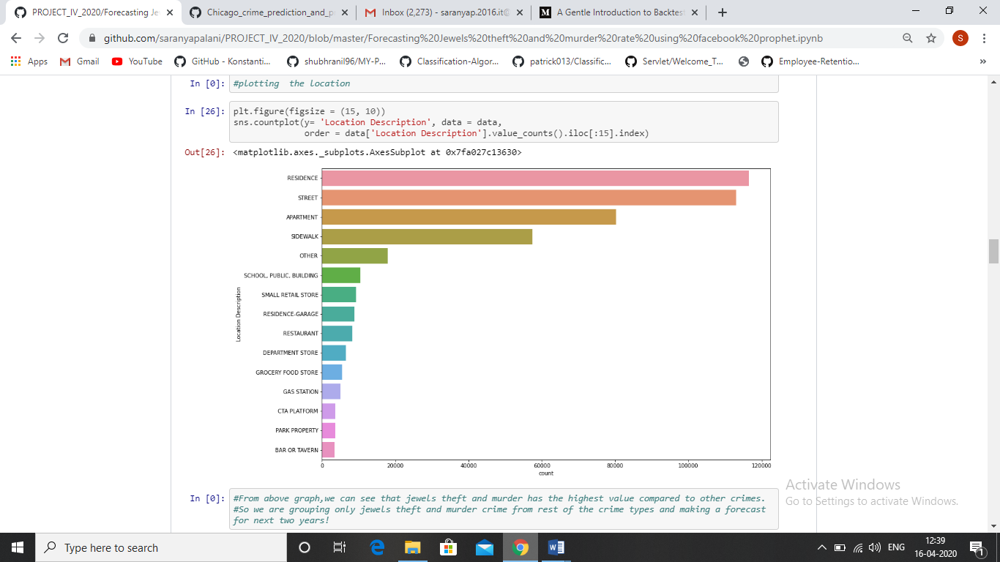 PROJECT_IV_2020/Forecasting Je
Chicago_crime_prediction_and_p
Inbox (2,273) - saranyap.2016.it@
M A Gentle Introduction to Backtest
github.com/saranyapalani/PROJECT_IV_2020/blob/master/Forecasting%20Jewels%20theft%20and%20murder%20rate%20using%20facebook%20prophet.ipynb
S
Apps Gmail YouTube GitHub - Konstanti... shubhranil96/MY-P... Classification-Algor... patrick013/Classific... Servlet/Welcome_T... Employee-Retentio...
In [0]: #plotting the location
In [26]: plt.figure(figsize = (15, 10))
sns.countplot(y= 'Location Description', data = data,
order = data['Location Description'].value_counts().iloc[:15].index)
Out[26]: <matplotlib.axes._subplots.AxesSubplot at 0x7fa027c13630>
RESIDENCE
STREET
APARTMENT
SIDEWALK
OTHER
SCHOOL, PUBLIC, BUILDING
SMALL RETAIL STORE
RESIDENCE-GARAGE
RESTAURANT
DEPARTMENT STORE
GROCERY FOOD STORE
GAS STATION
CTA PLATFORM
PARK PROPERTY
BAR OR TAVERN
Location Description
0 20000 40000 60000 80000 100000 120000
count
In [0]: #From above graph,we can see that jewels theft and murder has the highest value compared to other crimes.
#So we are grouping only jewels theft and murder crime from rest of the crime types and making a forecast
for next two years!
Activate Windows
Go to Settings to activate Windows.
Type here to search
ENG
12:39
16-04-2020
1